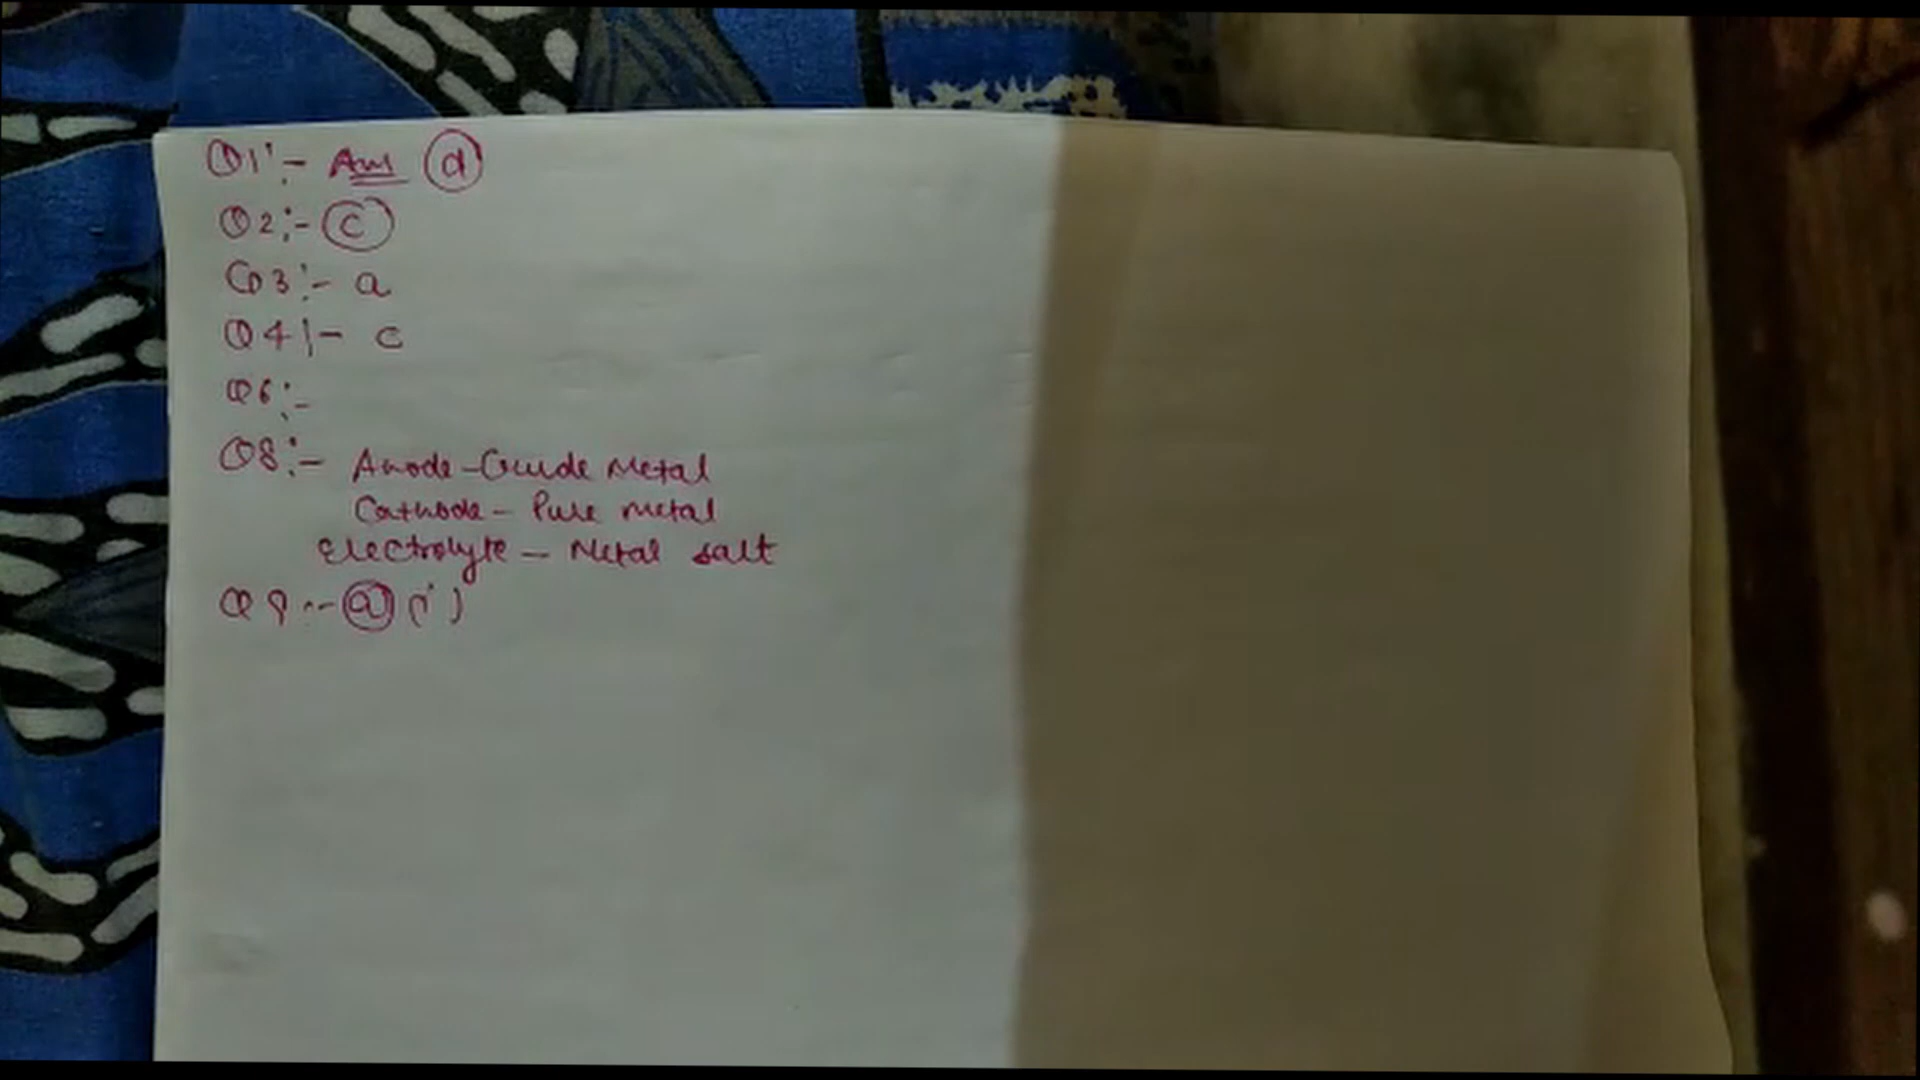 Q1:- Ans (d)
Q2:- (c)
Q3:- a
Q4:- c
Q6:-
Q8:- Anode - Crude Metal
Cathode - Pure metal
Electrolyte - Metal salt
Q9:- (a) (i)